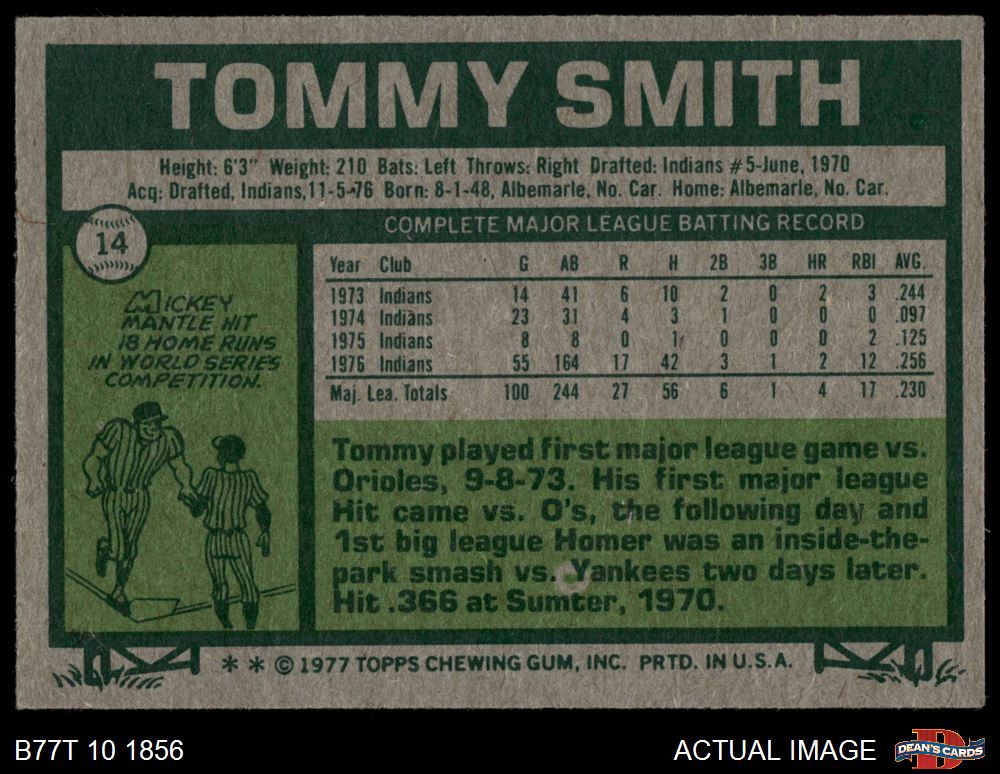 TOMMY SMITH
Height: 6'3" Weight: 210 Bats: Left Throws: Right Drafted: Indians #5-June, 1970
Acq: Drafted, Indians,11-5-76 Born: 8-1-48, Albemarle, No. Car. Home: Albemarle, No. Car.
14
MICKEY
MANTLE HIT
18 HOME RUNS
IN WORLD SERIES
COMPETITION.
COMPLETE MAJOR LEAGUE BATTING RECORD
Year Club G AB R H 2B 3B HR RBI AVG.
1973 Indians 14 41 6 10 2 0 2 3 .244
1974 Indians 23 31 4 3 1 0 0 0 .097
1975 Indians 8 8 0 1 0 0 0 2 .125
1976 Indians 55 164 17 42 3 1 2 12 .256
Maj. Lea. Totals 100 244 27 56 6 1 4 17 .230
Tommy played first major league game vs.
Orioles, 9-8-73. His first major league
Hit came vs. O's, the following day and
1st big league Homer was an inside-the-
park smash vs. Yankees two days later.
Hit .366 at Sumter, 1970.
* * © 1977 TOPPS CHEWING GUM, INC. PRTD. IN U.S.A.
B77T 10 1856
ACTUAL IMAGE
D
DEAN'S CARDS